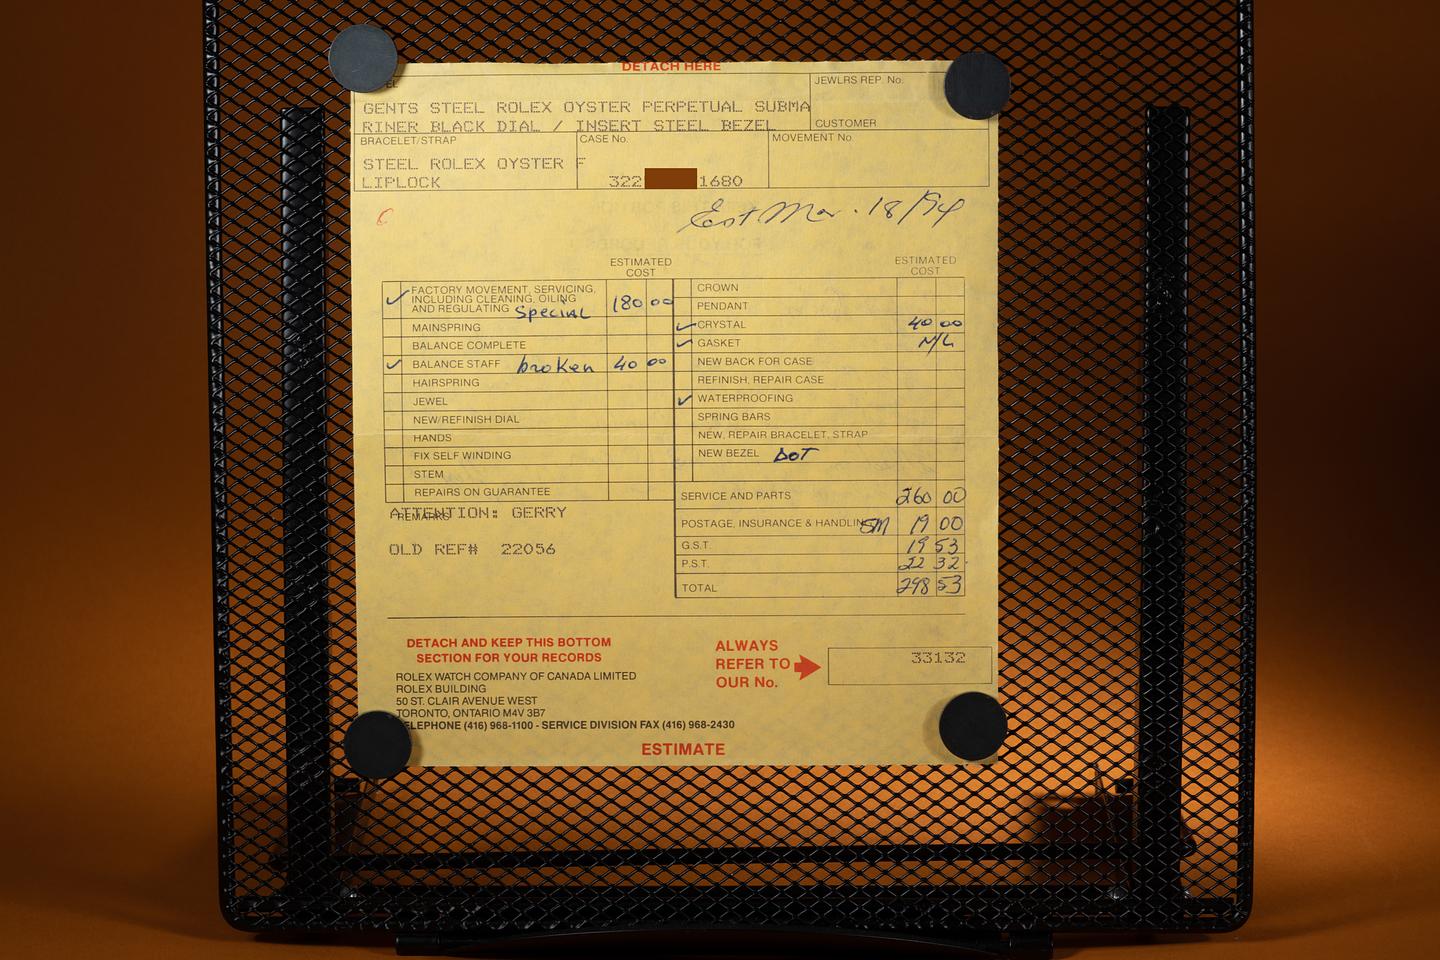 DETACH HERE
JEWLRS REP. No.
GENTS STEEL ROLEX OYSTER PERPETUAL SUBMA
RINER BLACK DIAL / INSERT STEEL BEZEL
CUSTOMER
BRACELET/STRAP
CASE No.
MOVEMENT No.
STEEL ROLEX OYSTER F
LIPLOCK
322 1680
Est Mar. 18/94
ESTIMATED COST
ESTIMATED COST
FACTORY MOVEMENT, SERVICING,
INCLUDING CLEANING, OILING
AND REGULATING Special 180 00
MAINSPRING
BALANCE COMPLETE
BALANCE STAFF broken 40 00
HAIRSPRING
JEWEL
NEW/REFINISH DIAL
HANDS
FIX SELF WINDING
STEM
REPAIRS ON GUARANTEE
CROWN
PENDANT
CRYSTAL 40 00
GASKET N/C
NEW BACK FOR CASE
REFINISH, REPAIR CASE
WATERPROOFING
SPRING BARS
NEW, REPAIR BRACELET, STRAP
NEW BEZEL DOT
SERVICE AND PARTS 260 00
POSTAGE, INSURANCE & HANDLIN SM 19 00
G.S.T. 19 53
P.S.T. 22 32
TOTAL 298 53
REMARKS
ATTENTION: GERRY
OLD REF# 22056
DETACH AND KEEP THIS BOTTOM
SECTION FOR YOUR RECORDS
ROLEX WATCH COMPANY OF CANADA LIMITED
ROLEX BUILDING
50 ST. CLAIR AVENUE WEST
TORONTO, ONTARIO M4V 3B7
ELEPHONE (416) 968-1100 - SERVICE DIVISION FAX (416) 968-2430
ALWAYS
REFER TO
OUR No.
33132
ESTIMATE